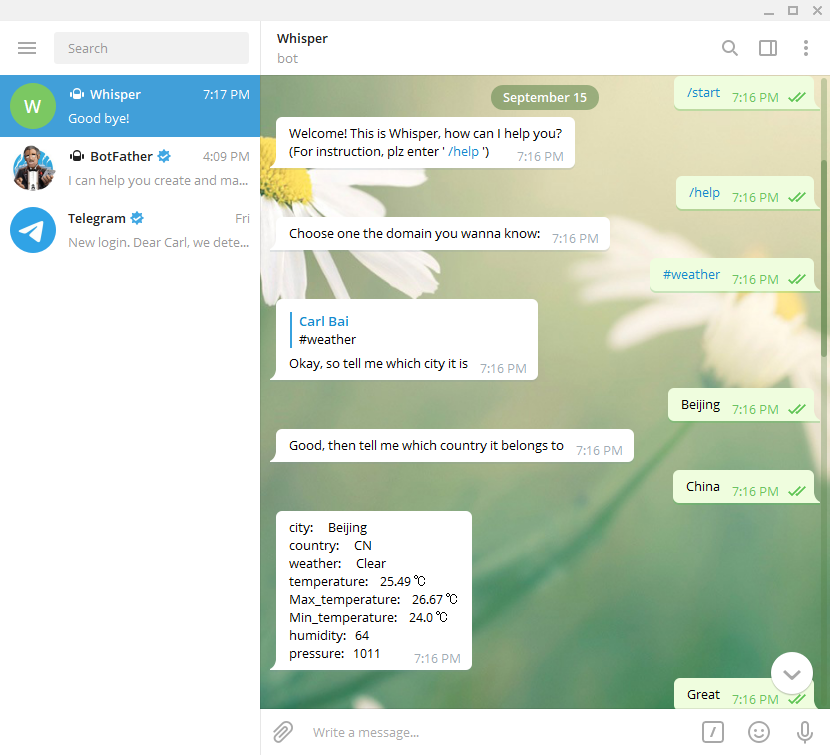 Search
W
Whisper 7:17 PM
Good bye!
BotFather 4:09 PM
I can help you create and ma...
Telegram Fri
New login. Dear Carl, we dete...
Whisper
bot
September 15
/start 7:16 PM
Welcome! This is Whisper, how can I help you?
(For instruction, plz enter ' /help ') 7:16 PM
/help 7:16 PM
Choose one the domain you wanna know: 7:16 PM
#weather 7:16 PM
Carl Bai
#weather
Okay, so tell me which city it is 7:16 PM
Beijing 7:16 PM
Good, then tell me which country it belongs to 7:16 PM
China 7:16 PM
city: Beijing
country: CN
weather: Clear
temperature: 25.49 ℃
Max_temperature: 26.67 ℃
Min_temperature: 24.0 ℃
humidity: 64
pressure: 1011 7:16 PM
Great 7:16 PM
Write a message...